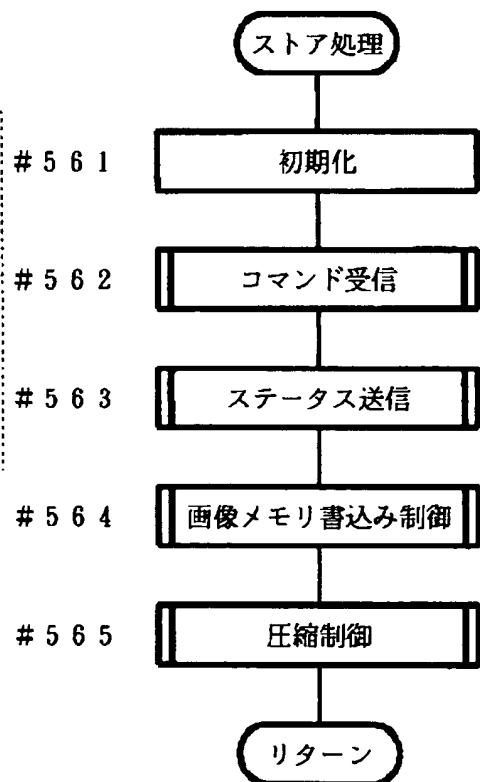 ストア処理
#561 初期化
#562 コマンド受信
#563 ステータス送信
#564 画像メモリ書込み制御
#565 圧縮制御
リターン